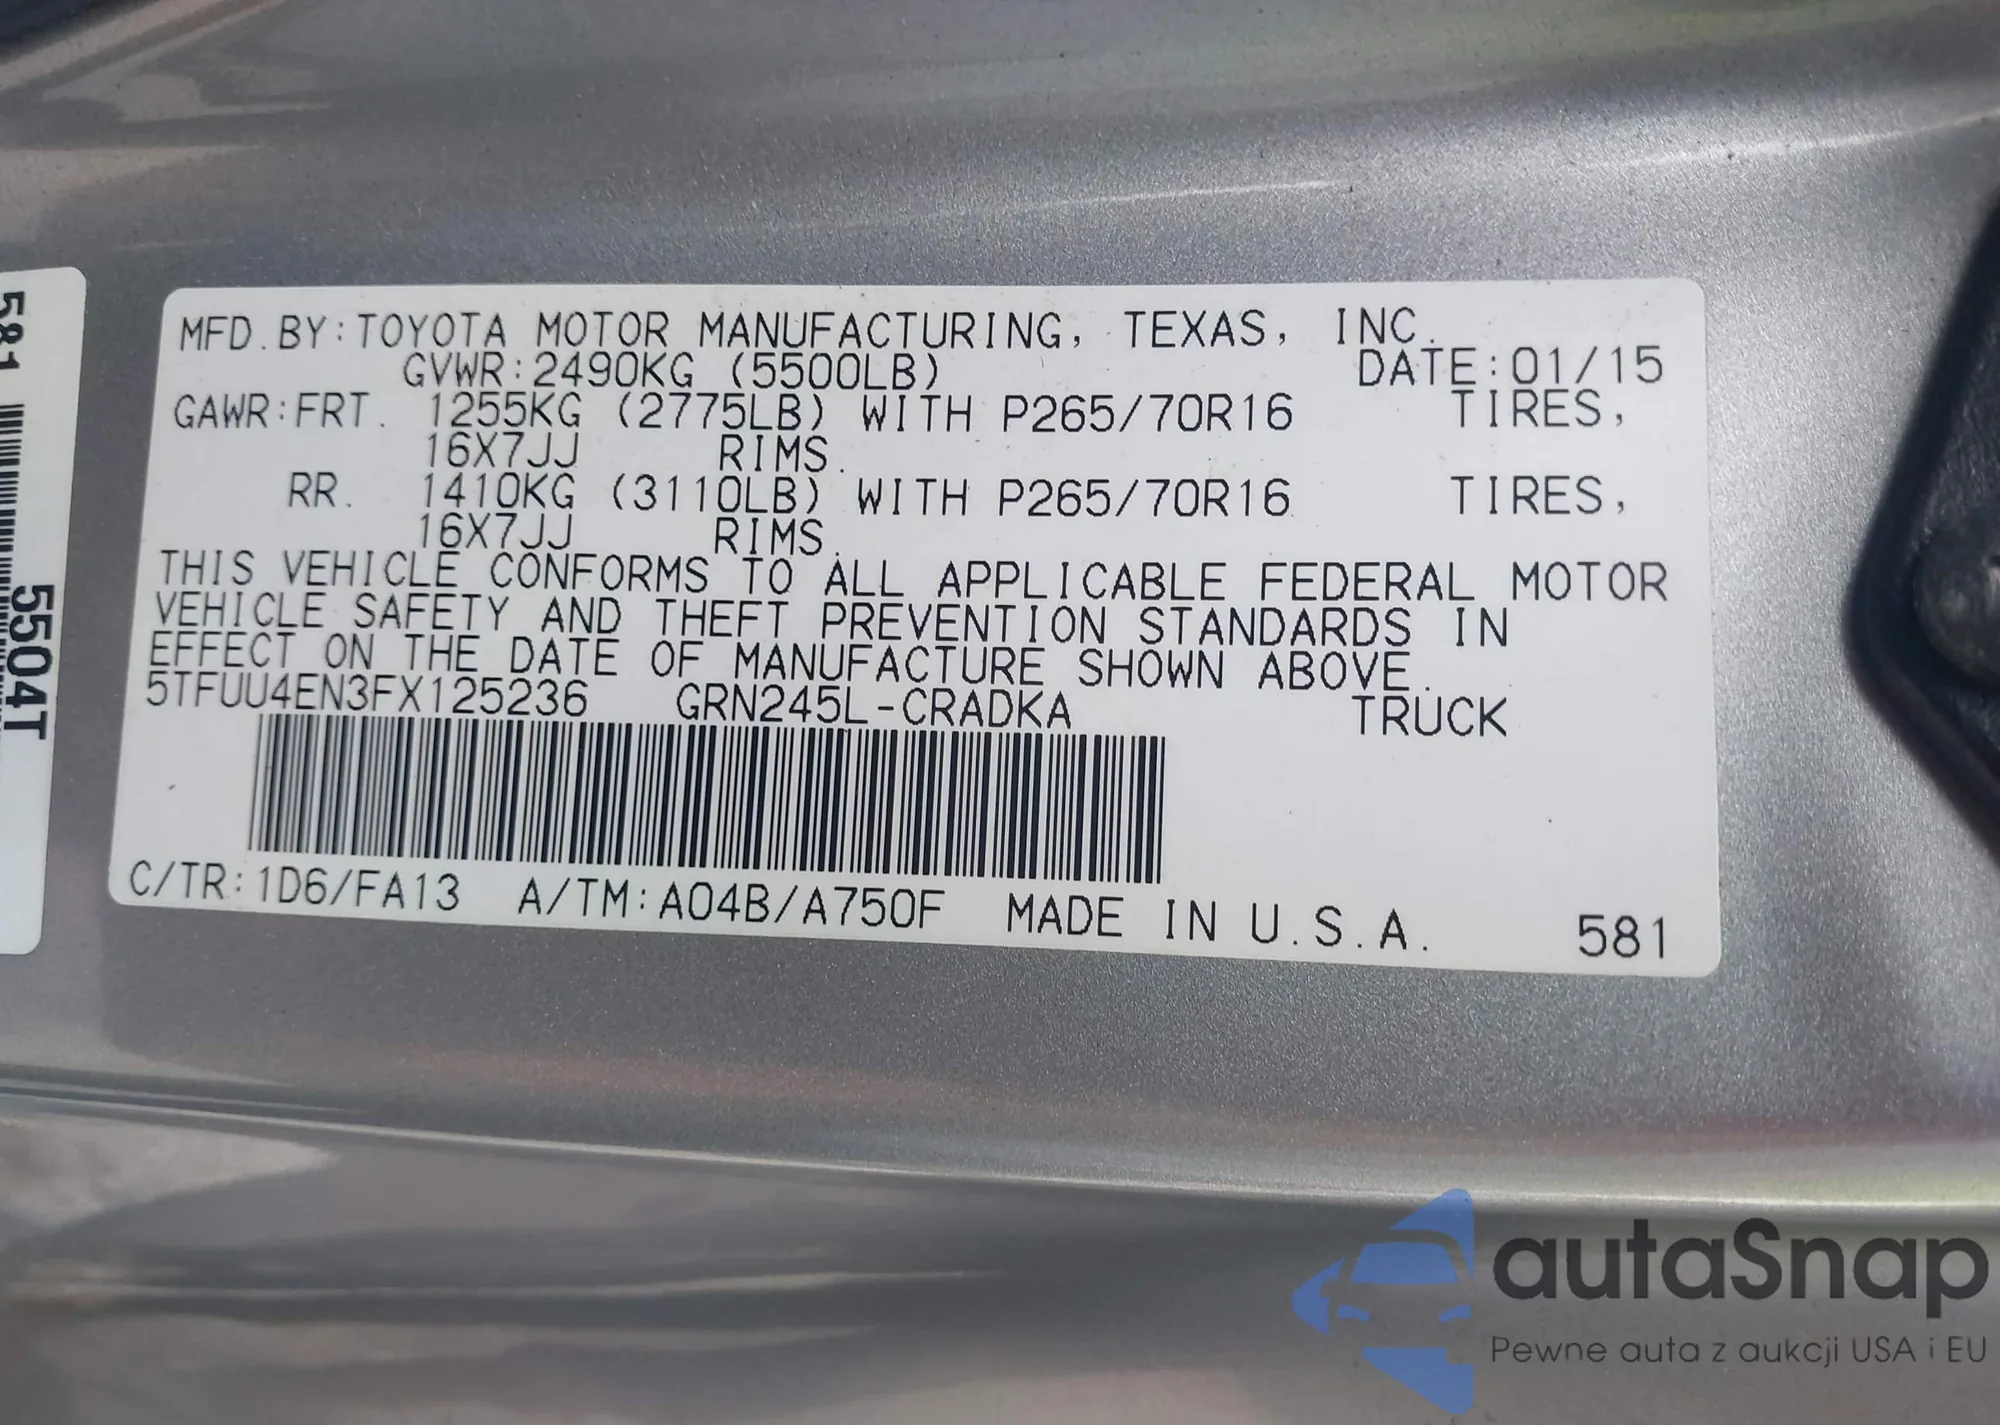 MFD.BY:TOYOTA MOTOR MANUFACTURING, TEXAS, INC.
GVWR:2490KG (5500LB) DATE:01/15
GAWR:FRT. 1255KG (2775LB) WITH P265/70R16 TIRES,
16X7JJ RIMS.
RR. 1410KG (3110LB) WITH P265/70R16 TIRES,
16X7JJ RIMS.
THIS VEHICLE CONFORMS TO ALL APPLICABLE FEDERAL MOTOR
VEHICLE SAFETY AND THEFT PREVENTION STANDARDS IN
EFFECT ON THE DATE OF MANUFACTURE SHOWN ABOVE.
5TFUU4EN3FX125236 GRN245L-CRADKA TRUCK
C/TR:1D6/FA13 A/TM:A04B/A750F MADE IN U.S.A. 581
581
5504T
autaSnap
Pewne auta z aukcji USA i EU